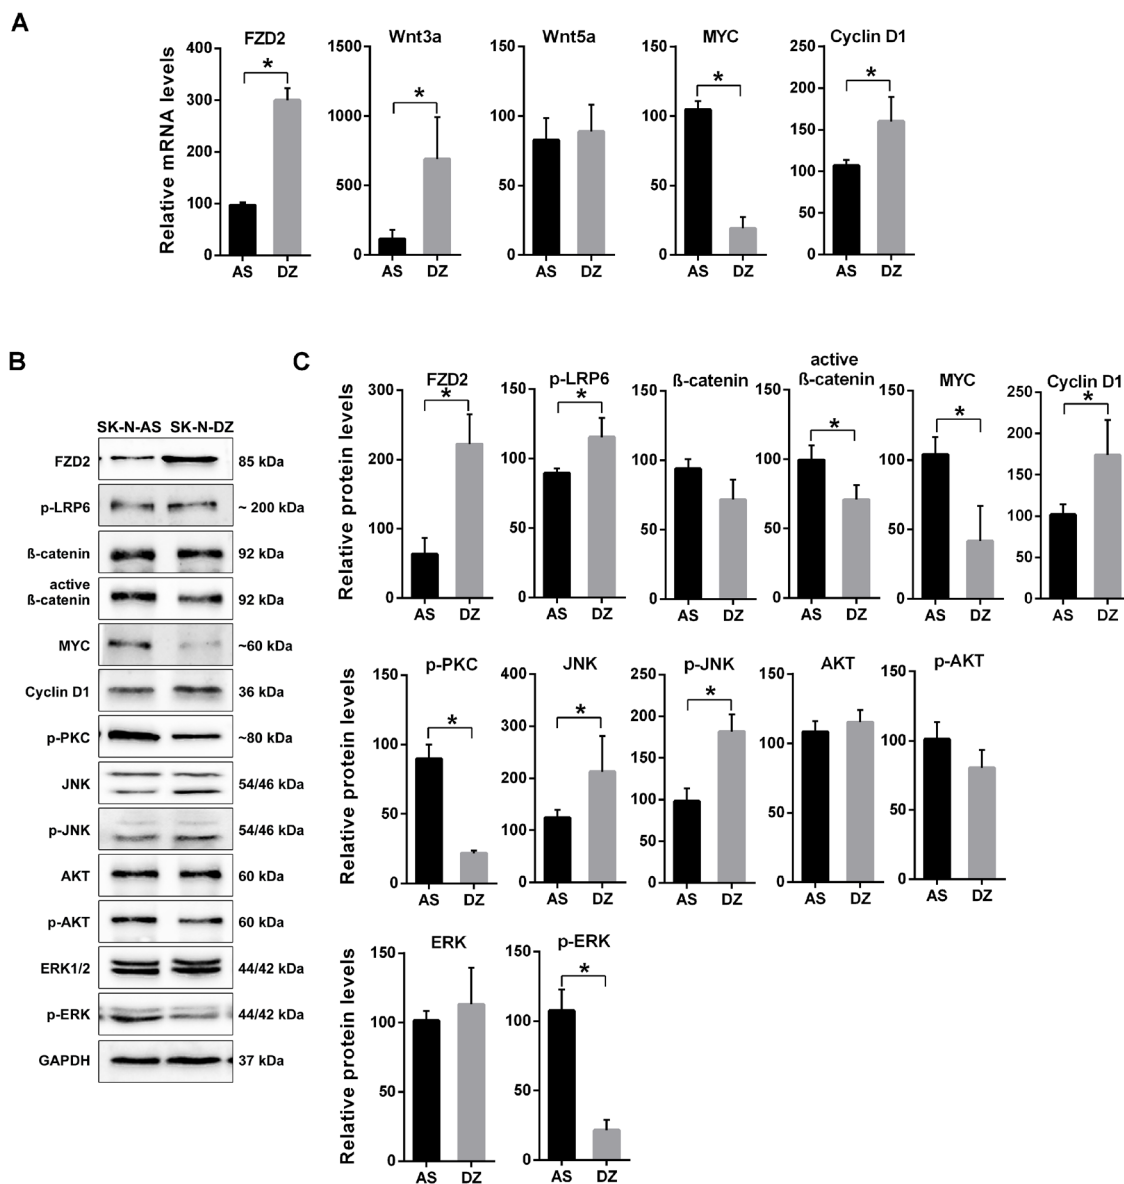 A
FZD2 Wnt3a Wnt5a MYC Cyclin D1
Relative mRNA levels
400 300 200 100 0
*
AS DZ
1500 1000 500 0
*
AS DZ
150 100 50 0
AS DZ
150 100 50 0
*
AS DZ
250 200 150 100 50 0
*
AS DZ
B
SK-N-AS SK-N-DZ
FZD2 85 kDa
p-LRP6 ~ 200 kDa
ß-catenin 92 kDa
active
ß-catenin 92 kDa
MYC ~60 kDa
Cyclin D1 36 kDa
p-PKC ~80 kDa
JNK 54/46 kDa
p-JNK 54/46 kDa
AKT 60 kDa
p-AKT 60 kDa
ERK1/2 44/42 kDa
p-ERK 44/42 kDa
GAPDH 37 kDa
C
Relative protein levels
FZD2
300 200 100 0
*
AS DZ
p-LRP6
150 100 50 0
*
AS DZ
ß-catenin
150 100 50 0
AS DZ
active
ß-catenin
150 100 50 0
*
AS DZ
MYC
150 100 50 0
*
AS DZ
Cyclin D1
250 200 150 100 50 0
*
AS DZ
Relative protein levels
p-PKC
150 100 50 0
*
AS DZ
JNK
400 300 200 100 0
*
AS DZ
p-JNK
250 200 150 100 50 0
*
AS DZ
AKT
150 100 50 0
AS DZ
p-AKT
150 100 50 0
AS DZ
Relative protein levels
ERK
150 100 50 0
AS DZ
p-ERK
150 100 50 0
*
AS DZ